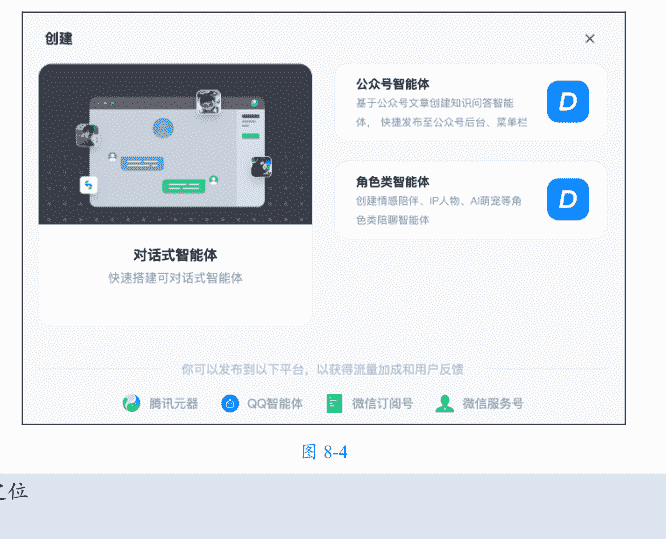 创建
对话式智能体
快速搭建可对话式智能体
公众号智能体
基于公众号文章创建知识问答智能
体， 快捷发布至公众号后台、菜单栏
D
角色类智能体
创建情感陪伴、IP人物、AI萌宠等角
色类陪聊智能体
D
你可以发布到以下平台，以获得流量加成和用户反馈
腾讯元器 QQ智能体 微信订阅号 微信服务号
图 8-4
位